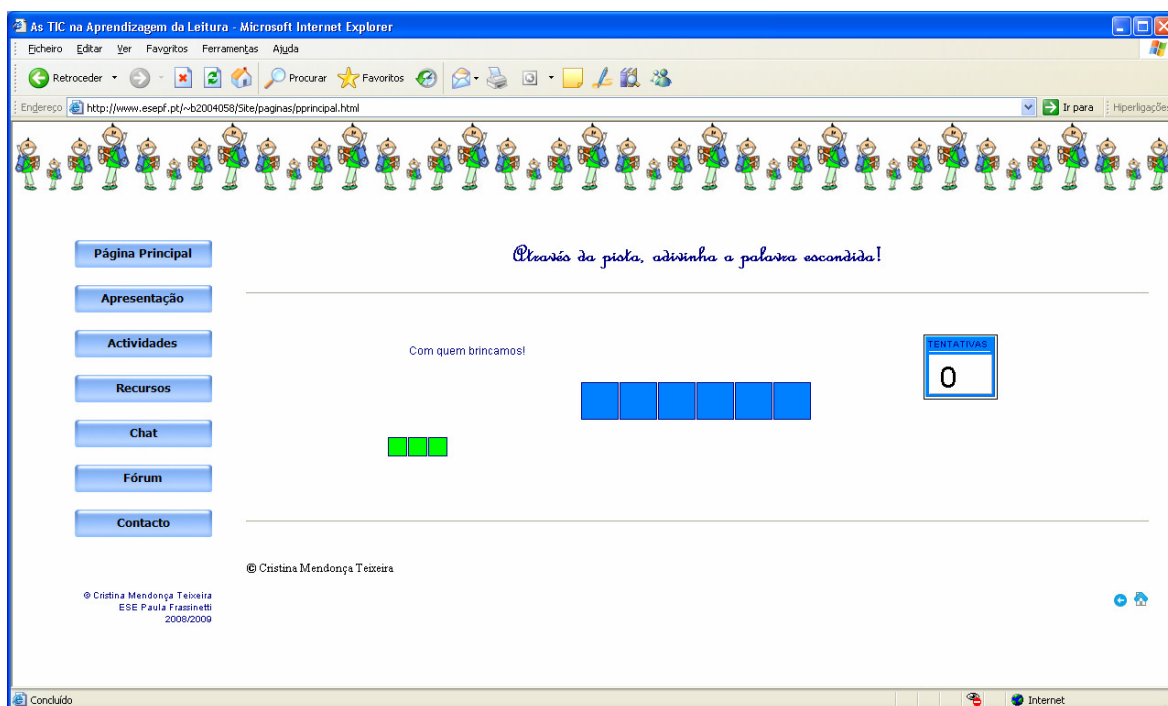 As TIC na Aprendizagem da Leitura - Microsoft Internet Explorer
Ficheiro Editar Ver Favoritos Ferramentas Ajuda
Retroceder Procurar Favoritos
Endereço http://www.esepf.pt/~b2004058/Site/paginas/pprincipal.html Ir para Hiperligações
Através da pista, adivinha a palavra escondida!
Página Principal
Apresentação
Actividades
Recursos
Chat
Fórum
Contacto
Com quem brincamos!
TENTATIVAS
0
© Cristina Mendonça Teixeira
© Cristina Mendonça Teixeira
ESE Paula Frassinetti
2008/2009
Concluído Internet